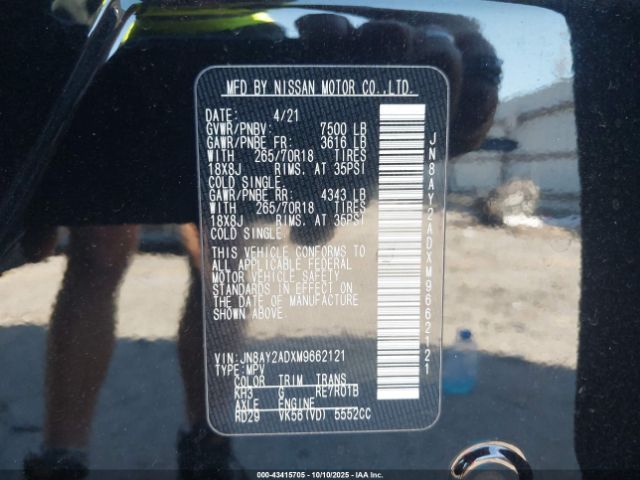 MFD BY NISSAN MOTOR CO.,LTD.
DATE: 4/21
GVWR/PNBV: 7500 LB
GAWR/PNBE FR: 3616 LB
WITH 265/70R18 TIRES
18X8J RIMS. AT 35PSI
COLD SINGLE
GAWR/PNBE RR: 4343 LB
WITH 265/70R18 TIRES
18X8J RIMS. AT 35PSI
COLD SINGLE
THIS VEHICLE CONFORMS TO
ALL APPLICABLE FEDERAL
MOTOR VEHICLE SAFETY
STANDARDS IN EFFECT ON
THE DATE OF MANUFACTURE
SHOWN ABOVE.
VIN: JN8AY2ADXM9662121
TYPE: MPV
COLOR TRIM TRANS
KH3 G RE7R01B
AXLE ENGINE
RD29 VK56(VD) 5552CC
JN8AY2ADXM9662121
00-43415705 - 10/10/2025 - Copyright © IAA, LLC.